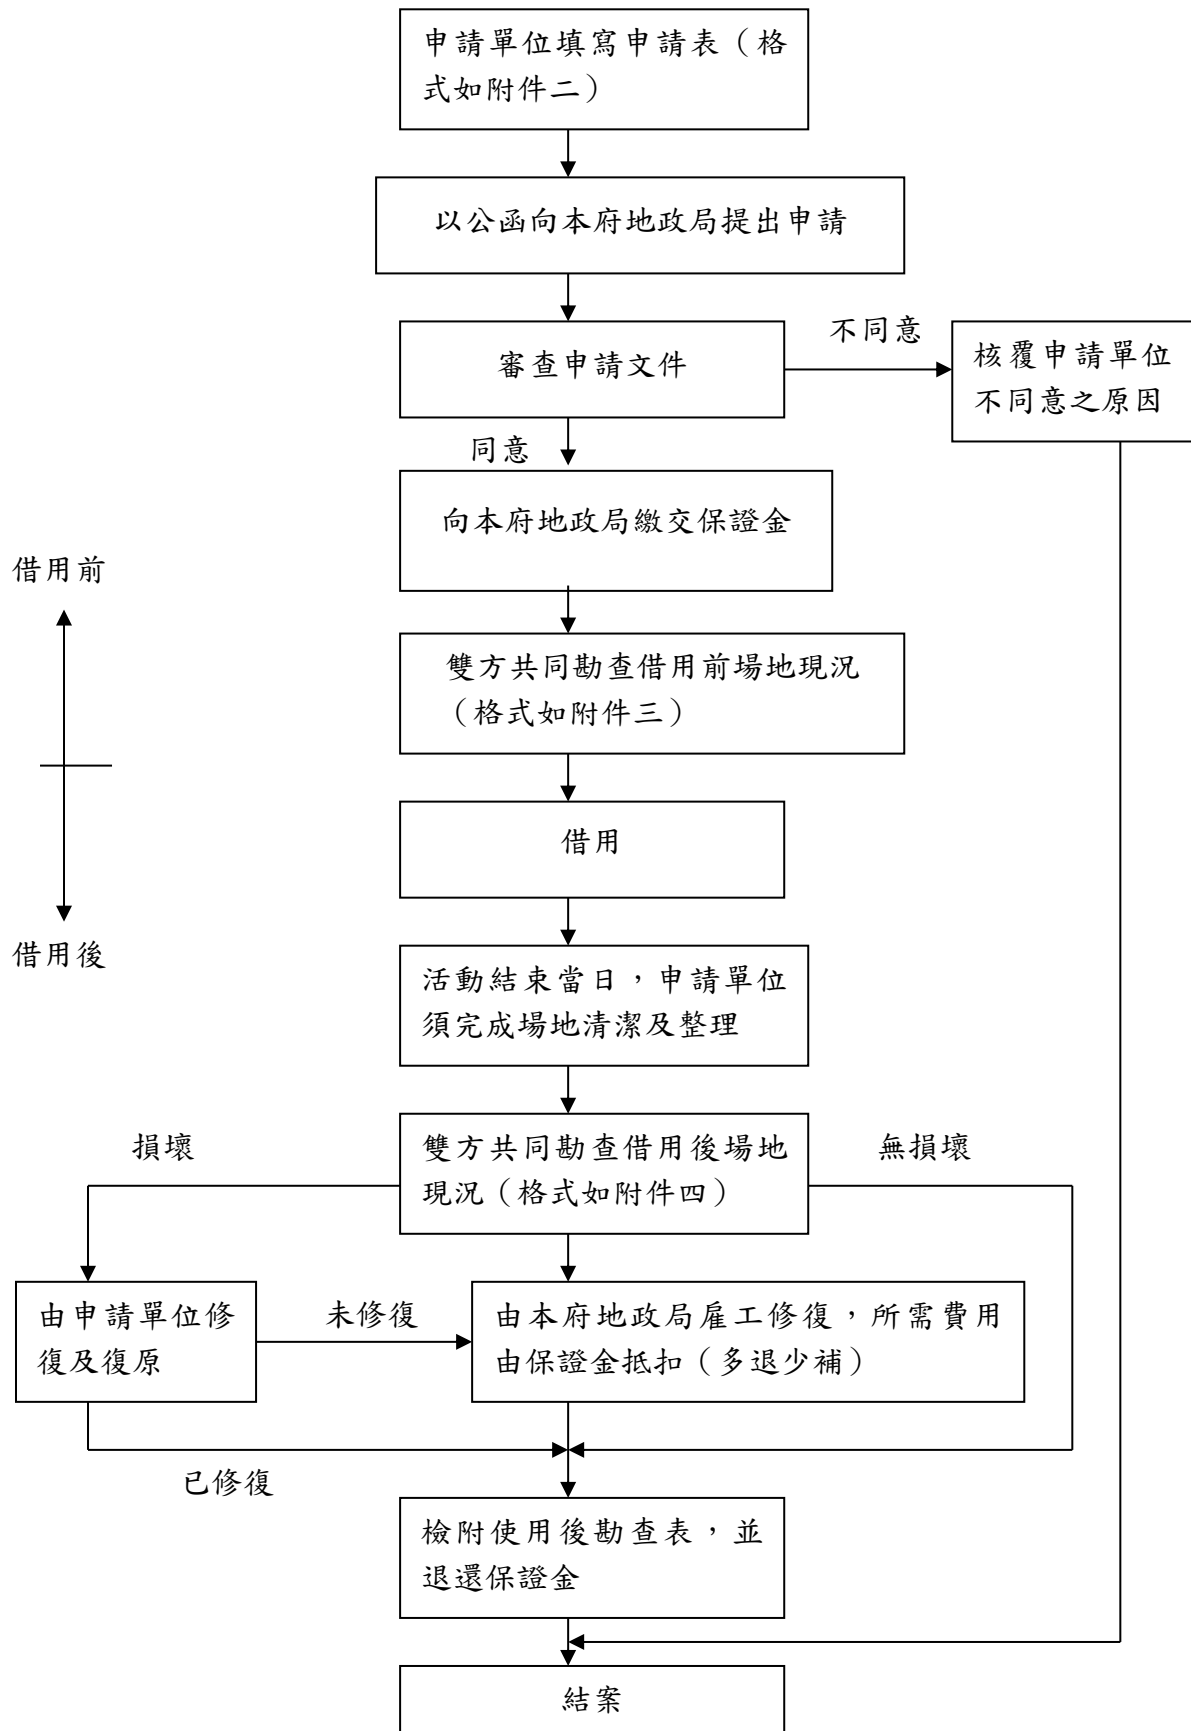 申請單位填寫申請表（格
式如附件二）
以公函向本府地政局提出申請
審查申請文件
不同意
核覆申請單位
不同意之原因
同意
向本府地政局繳交保證金
借用前
雙方共同勘查借用前場地現況
（格式如附件三）
借用
借用後
活動結束當日，申請單位
須完成場地清潔及整理
損壞
雙方共同勘查借用後場地
現況（格式如附件四）
無損壞
由申請單位修
復及復原
未修復
由本府地政局雇工修復，所需費用
由保證金抵扣（多退少補）
已修復
檢附使用後勘查表，並
退還保證金
結案